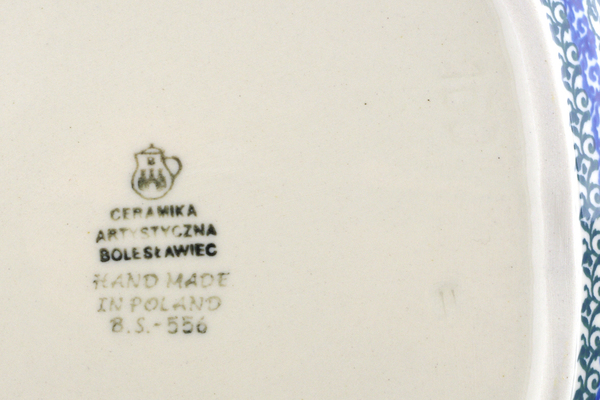 CERAMIKA
ARTYSTYCZNA
BOLESŁAWIEC
HAND MADE
IN POLAND
B.S.-556